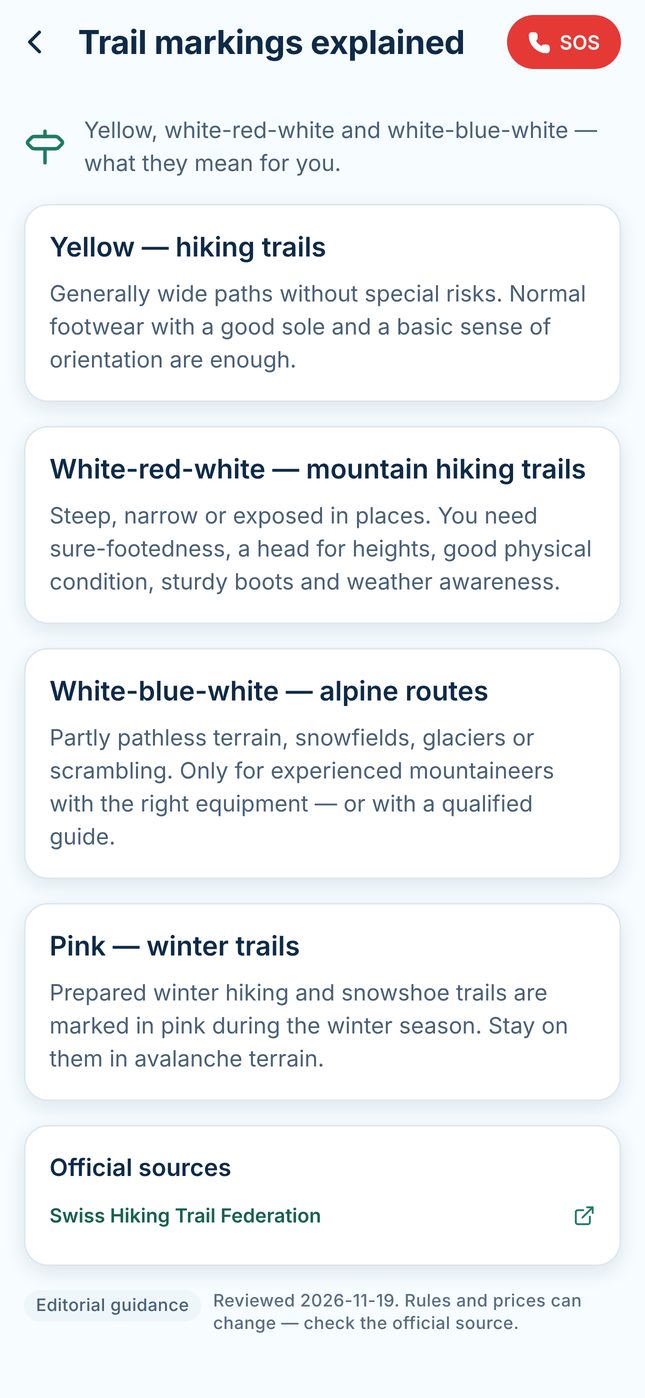 Trail markings explained
SOS
Yellow, white-red-white and white-blue-white —
what they mean for you.
Yellow — hiking trails
Generally wide paths without special risks. Normal
footwear with a good sole and a basic sense of
orientation are enough.
White-red-white — mountain hiking trails
Steep, narrow or exposed in places. You need
sure-footedness, a head for heights, good physical
condition, sturdy boots and weather awareness.
White-blue-white — alpine routes
Partly pathless terrain, snowfields, glaciers or
scrambling. Only for experienced mountaineers
with the right equipment — or with a qualified
guide.
Pink — winter trails
Prepared winter hiking and snowshoe trails are
marked in pink during the winter season. Stay on
them in avalanche terrain.
Official sources
Swiss Hiking Trail Federation
Editorial guidance
Reviewed 2026-11-19. Rules and prices can
change — check the official source.